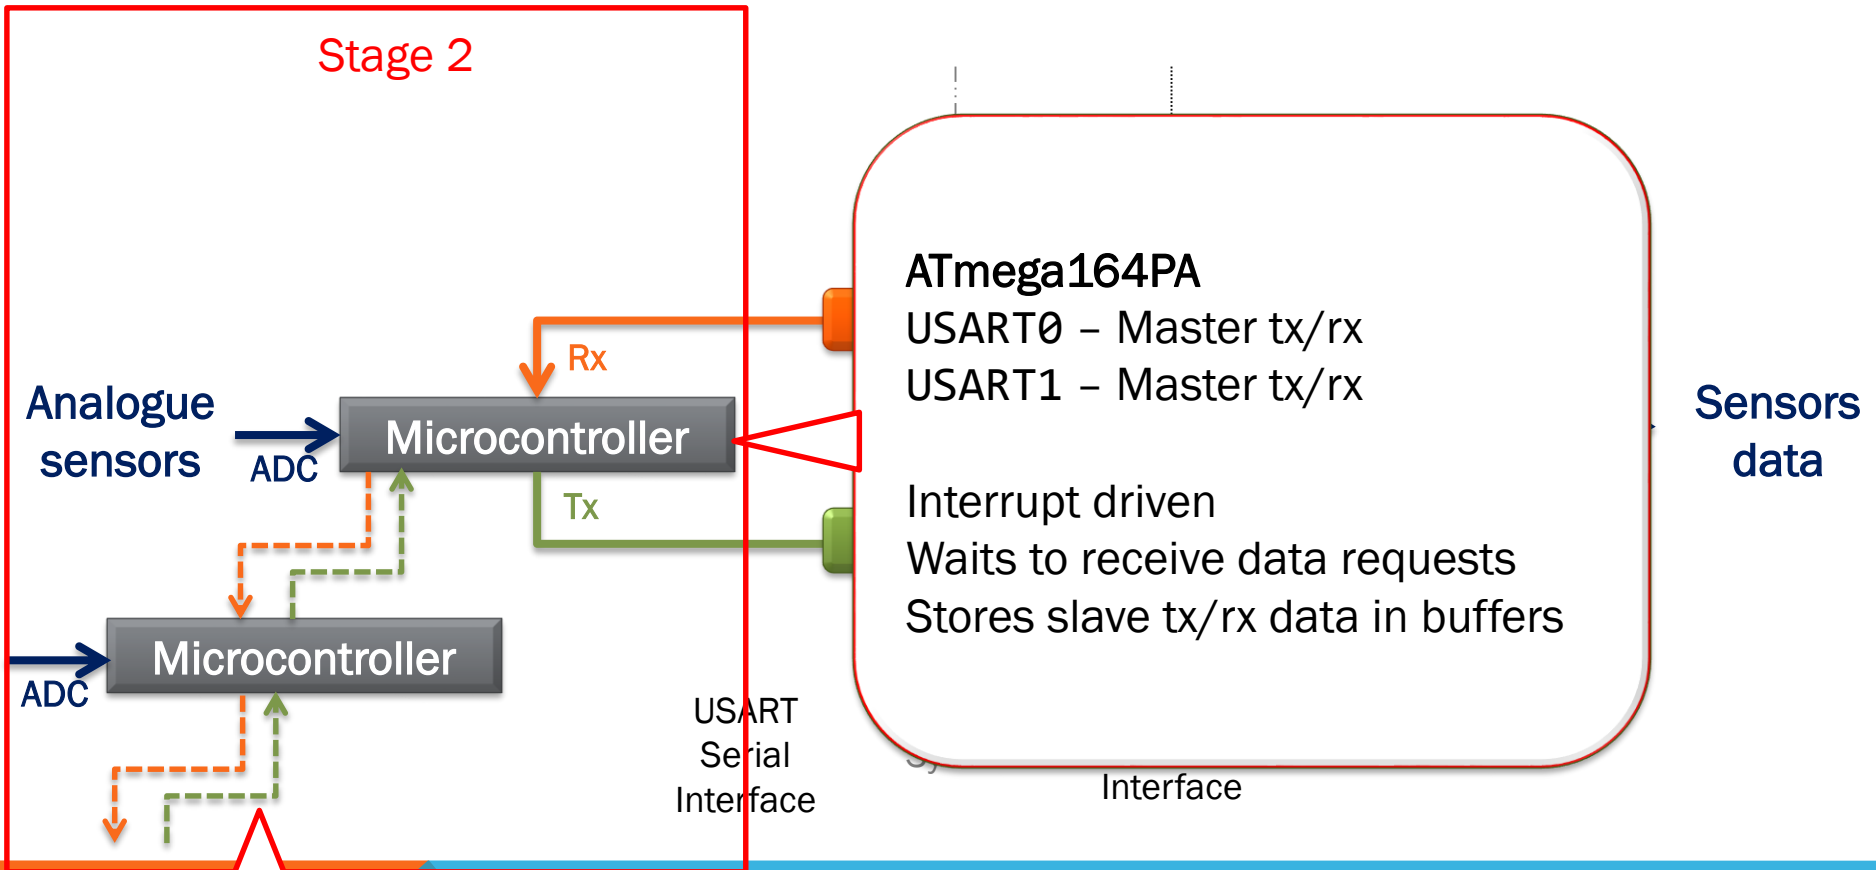 Stage 2
ATmega164PA
USART0 – Master tx/rx
USART1 – Master tx/rx
Interrupt driven
Waits to receive data requests
Stores slave tx/rx data in buffers
Rx
Analogue
sensors
ADC
Microcontroller
Tx
Sensors
data
Microcontroller
ADC
USART
Serial
Interface
Interface